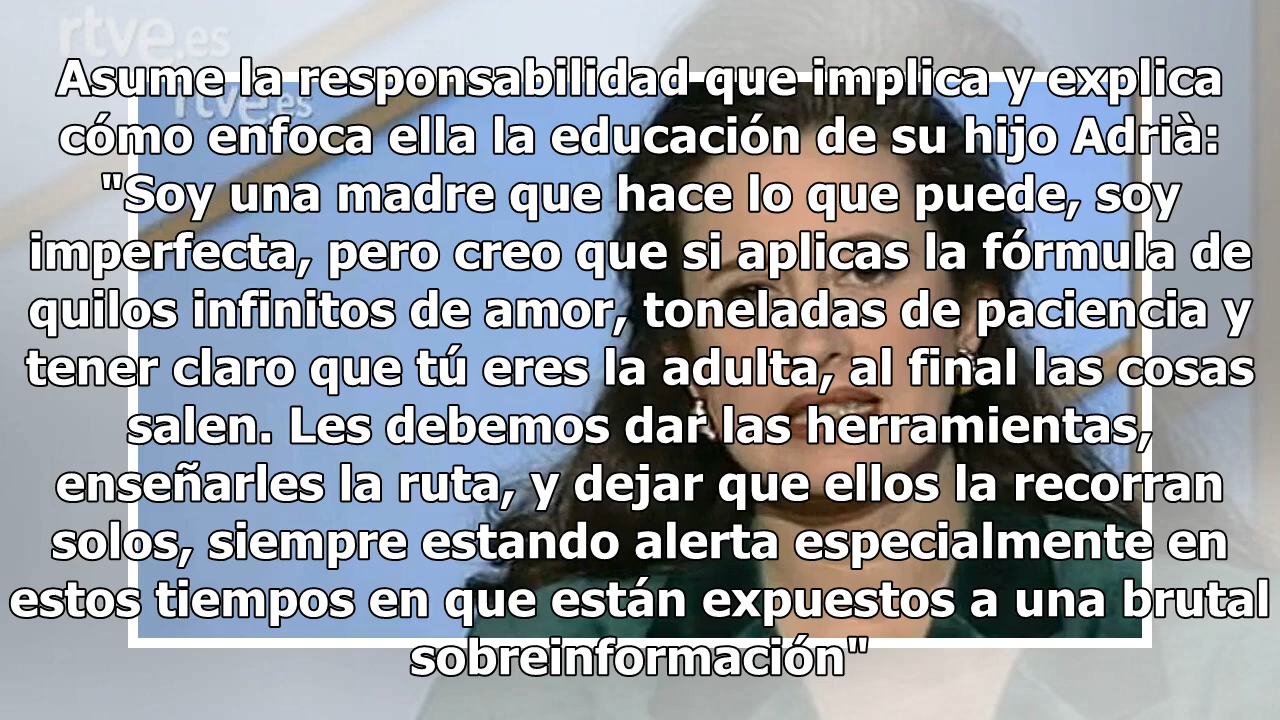 rtve.es
rtve.es
Asume la responsabilidad que implica y explica
cómo enfoca ella la educación de su hijo Adrià:
"Soy una madre que hace lo que puede, soy
imperfecta, pero creo que si aplicas la fórmula de
quilos infinitos de amor, toneladas de paciencia y
tener claro que tú eres la adulta, al final las cosas
salen. Les debemos dar las herramientas,
enseñarles la ruta, y dejar que ellos la recorran
solos, siempre estando alerta especialmente en
estos tiempos en que están expuestos a una brutal
sobreinformación"